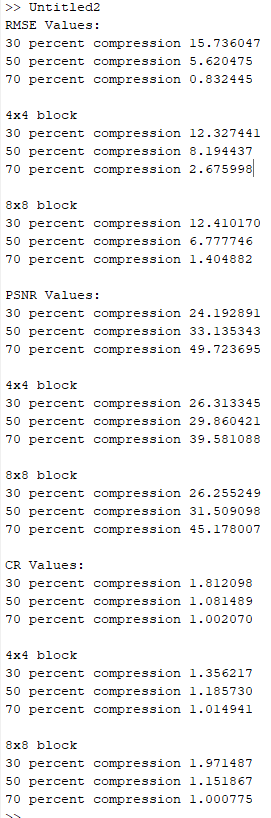 >> Untitled2
RMSE Values:
30 percent compression 15.736047
50 percent compression 5.620475
70 percent compression 0.832445
4x4 block
30 percent compression 12.327441
50 percent compression 8.194437
70 percent compression 2.675998
8x8 block
30 percent compression 12.410170
50 percent compression 6.777746
70 percent compression 1.404882
PSNR Values:
30 percent compression 24.192891
50 percent compression 33.135343
70 percent compression 49.723695
4x4 block
30 percent compression 26.313345
50 percent compression 29.860421
70 percent compression 39.581088
8x8 block
30 percent compression 26.255249
50 percent compression 31.509098
70 percent compression 45.178007
CR Values:
30 percent compression 1.812098
50 percent compression 1.081489
70 percent compression 1.002070
4x4 block
30 percent compression 1.356217
50 percent compression 1.185730
70 percent compression 1.014941
8x8 block
30 percent compression 1.971487
50 percent compression 1.151867
70 percent compression 1.000775
>>